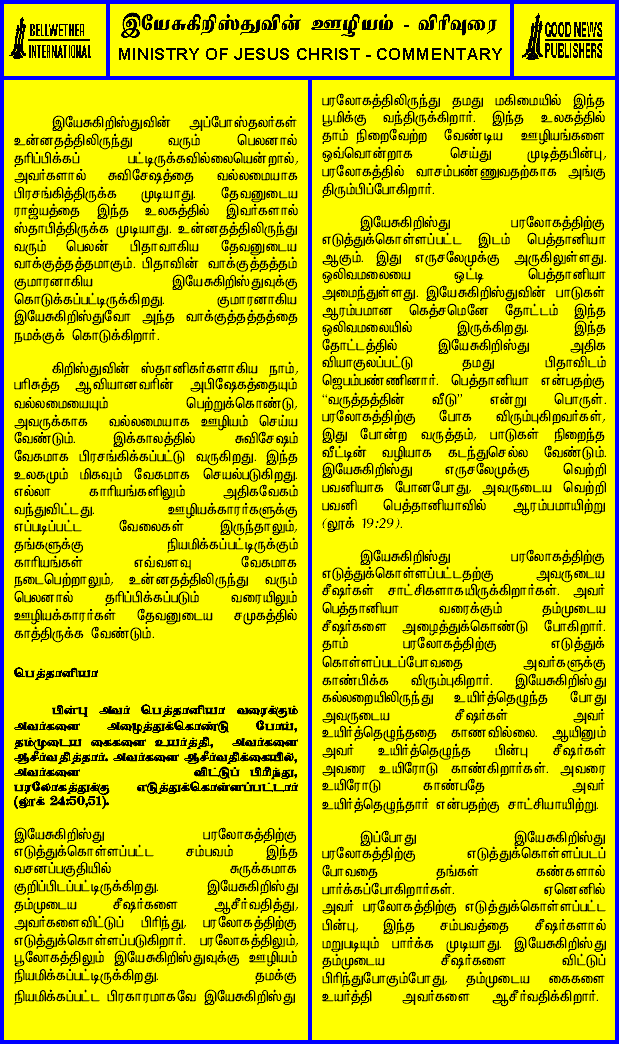 BELLWETHER
INTERNATIONAL
இயேசுகிறிஸ்துவின் ஊழியம் - விரிவுரை
MINISTRY OF JESUS CHRIST - COMMENTARY
GOOD NEWS
PUBLISHERS
இயேசுகிறிஸ்துவின் அப்போஸ்தலர்கள்
உன்னதத்திலிருந்து வரும் பெலனால்
தரிப்பிக்கப் பட்டிருக்கவில்லையென்றால்,
அவர்களால் சுவிசேஷத்தை வல்லமையாக
பிரசங்கித்திருக்க முடியாது. தேவனுடைய
ராஜ்யத்தை இந்த உலகத்தில் இவர்களால்
ஸ்தாபித்திருக்க முடியாது. உன்னதத்திலிருந்து
வரும் பெலன் பிதாவாகிய தேவனுடைய
வாக்குத்தத்தமாகும். பிதாவின் வாக்குத்தத்தம்
குமாரனாகிய இயேசுகிறிஸ்துவுக்கு
கொடுக்கப்பட்டிருக்கிறது. குமாரனாகிய
இயேசுகிறிஸ்துவோ அந்த வாக்குத்தத்தத்தை
நமக்குக் கொடுக்கிறார்.
கிறிஸ்துவின் ஸ்தானிகர்களாகிய நாம்,
பரிசுத்த ஆவியானவரின் அபிஷேகத்தையும்
வல்லமையையும் பெற்றுக்கொண்டு,
அவருக்காக வல்லமையாக ஊழியம் செய்ய
வேண்டும். இக்காலத்தில் சுவிசேஷம்
வேகமாக பிரசங்கிக்கப்பட்டு வருகிறது. இந்த
உலகமும் மிகவும் வேகமாக செயல்படுகிறது.
எல்லா காரியங்களிலும் அதிகவேகம்
வந்துவிட்டது. ஊழியக்காரர்களுக்கு
எப்படிப்பட்ட வேலைகள் இருந்தாலும்,
தங்களுக்கு நியமிக்கப்பட்டிருக்கும்
காரியங்கள் எவ்வளவு வேகமாக
நடைபெற்றாலும், உன்னதத்திலிருந்து வரும்
பெலனால் தரிப்பிக்கப்படும் வரையிலும்
ஊழியக்காரர்கள் தேவனுடைய சமுகத்தில்
காத்திருக்க வேண்டும்.
பெத்தானியா
பின்பு அவர் பெத்தானியா வரைக்கும்
அவர்களை அழைத்துக்கொண்டு போய்,
தம்முடைய கைகளை உயர்த்தி, அவர்களை
ஆசீர்வதித்தார். அவர்களை ஆசீர்வதிக்கையில்,
அவர்களை விட்டுப் பிரிந்து,
பரலோகத்துக்கு எடுத்துக்கொள்ளப்பட்டார்
(லூக் 24:50,51).
இயேசுகிறிஸ்து பரலோகத்திற்கு
எடுத்துக்கொள்ளப்பட்ட சம்பவம் இந்த
வசனப்பகுதியில் சுருக்கமாக
குறிப்பிடப்பட்டிருக்கிறது. இயேசுகிறிஸ்து
தம்முடைய சீஷர்களை ஆசீர்வதித்து,
அவர்களைவிட்டுப் பிரிந்து, பரலோகத்திற்கு
எடுத்துக்கொள்ளப்படுகிறார். பரலோகத்திலும்,
பூலோகத்திலும் இயேசுகிறிஸ்துவுக்கு ஊழியம்
நியமிக்கப்பட்டிருக்கிறது. தமக்கு
நியமிக்கப்பட்ட பிரகாரமாகவே இயேசுகிறிஸ்து
பரலோகத்திலிருந்து தமது மகிமையில் இந்த
பூமிக்கு வந்திருக்கிறார். இந்த உலகத்தில்
தாம் நிறைவேற்ற வேண்டிய ஊழியங்களை
ஒவ்வொன்றாக செய்து முடித்தபின்பு,
பரலோகத்தில் வாசம்பண்ணுவதற்காக அங்கு
திரும்பிப்போகிறார்.
இயேசுகிறிஸ்து பரலோகத்திற்கு
எடுத்துக்கொள்ளப்பட்ட இடம் பெத்தானியா
ஆகும். இது எருசலேமுக்கு அருகிலுள்ளது.
ஒலிவமலையை ஒட்டி பெத்தானியா
அமைந்துள்ளது. இயேசுகிறிஸ்துவின் பாடுகள்
ஆரம்பமான கெத்சமெனே தோட்டம் இந்த
ஒலிவமலையில் இருக்கிறது. இந்த
தோட்டத்தில் இயேசுகிறிஸ்து அதிக
வியாகுலப்பட்டு தமது பிதாவிடம்
ஜெபம்பண்ணினார். பெத்தானியா என்பதற்கு
“வருத்தத்தின் வீடு” என்று பொருள்.
பரலோகத்திற்கு போக விரும்புகிறவர்கள்,
இது போன்ற வருத்தம், பாடுகள் நிறைந்த
வீட்டின் வழியாக கடந்துசெல்ல வேண்டும்.
இயேசுகிறிஸ்து எருசலேமுக்கு வெற்றி
பவனியாக போனபோது, அவருடைய வெற்றி
பவனி பெத்தானியாவில் ஆரம்பமாயிற்று
(லூக் 19:29).
இயேசுகிறிஸ்து பரலோகத்திற்கு
எடுத்துக்கொள்ளப்பட்டதற்கு அவருடைய
சீஷர்கள் சாட்சிகளாகயிருக்கிறார்கள். அவர்
பெத்தானியா வரைக்கும் தம்முடைய
சீஷர்களை அழைத்துக்கொண்டு போகிறார்.
தாம் பரலோகத்திற்கு எடுத்துக்
கொள்ளப்படப்போவதை அவர்களுக்கு
காண்பிக்க விரும்புகிறார். இயேசுகிறிஸ்து
கல்லறையிலிருந்து உயிர்த்தெழுந்த போது
அவருடைய சீஷர்கள் அவர்
உயிர்த்தெழுந்ததை காணவில்லை. ஆயினும்
அவர் உயிர்த்தெழுந்த பின்பு சீஷர்கள்
அவரை உயிரோடு காண்கிறார்கள். அவரை
உயிரோடு காண்பதே அவர்
உயிர்த்தெழுந்தார் என்பதற்கு சாட்சியாயிற்று.
இப்போது இயேசுகிறிஸ்து
பரலோகத்திற்கு எடுத்துக்கொள்ளப்படப்
போவதை தங்கள் கண்களால்
பார்க்கப்போகிறார்கள். ஏனெனில்
அவர் பரலோகத்திற்கு எடுத்துக்கொள்ளப்பட்ட
பின்பு, இந்த சம்பவத்தை சீஷர்களால்
மறுபடியும் பார்க்க முடியாது. இயேசுகிறிஸ்து
தம்முடைய சீஷர்களை விட்டுப்
பிரிந்துபோகும்போது, தம்முடைய கைகளை
உயர்த்தி அவர்களை ஆசீர்வதிக்கிறார்.